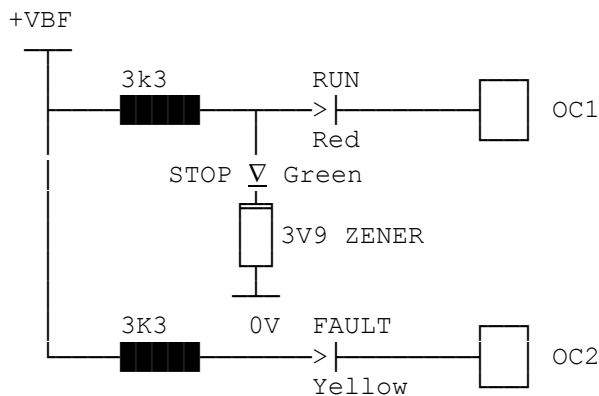 +VBF
3k3
RUN
OC1
Red
STOP
Green
3V9 ZENER
3K3
0V
FAULT
OC2
Yellow